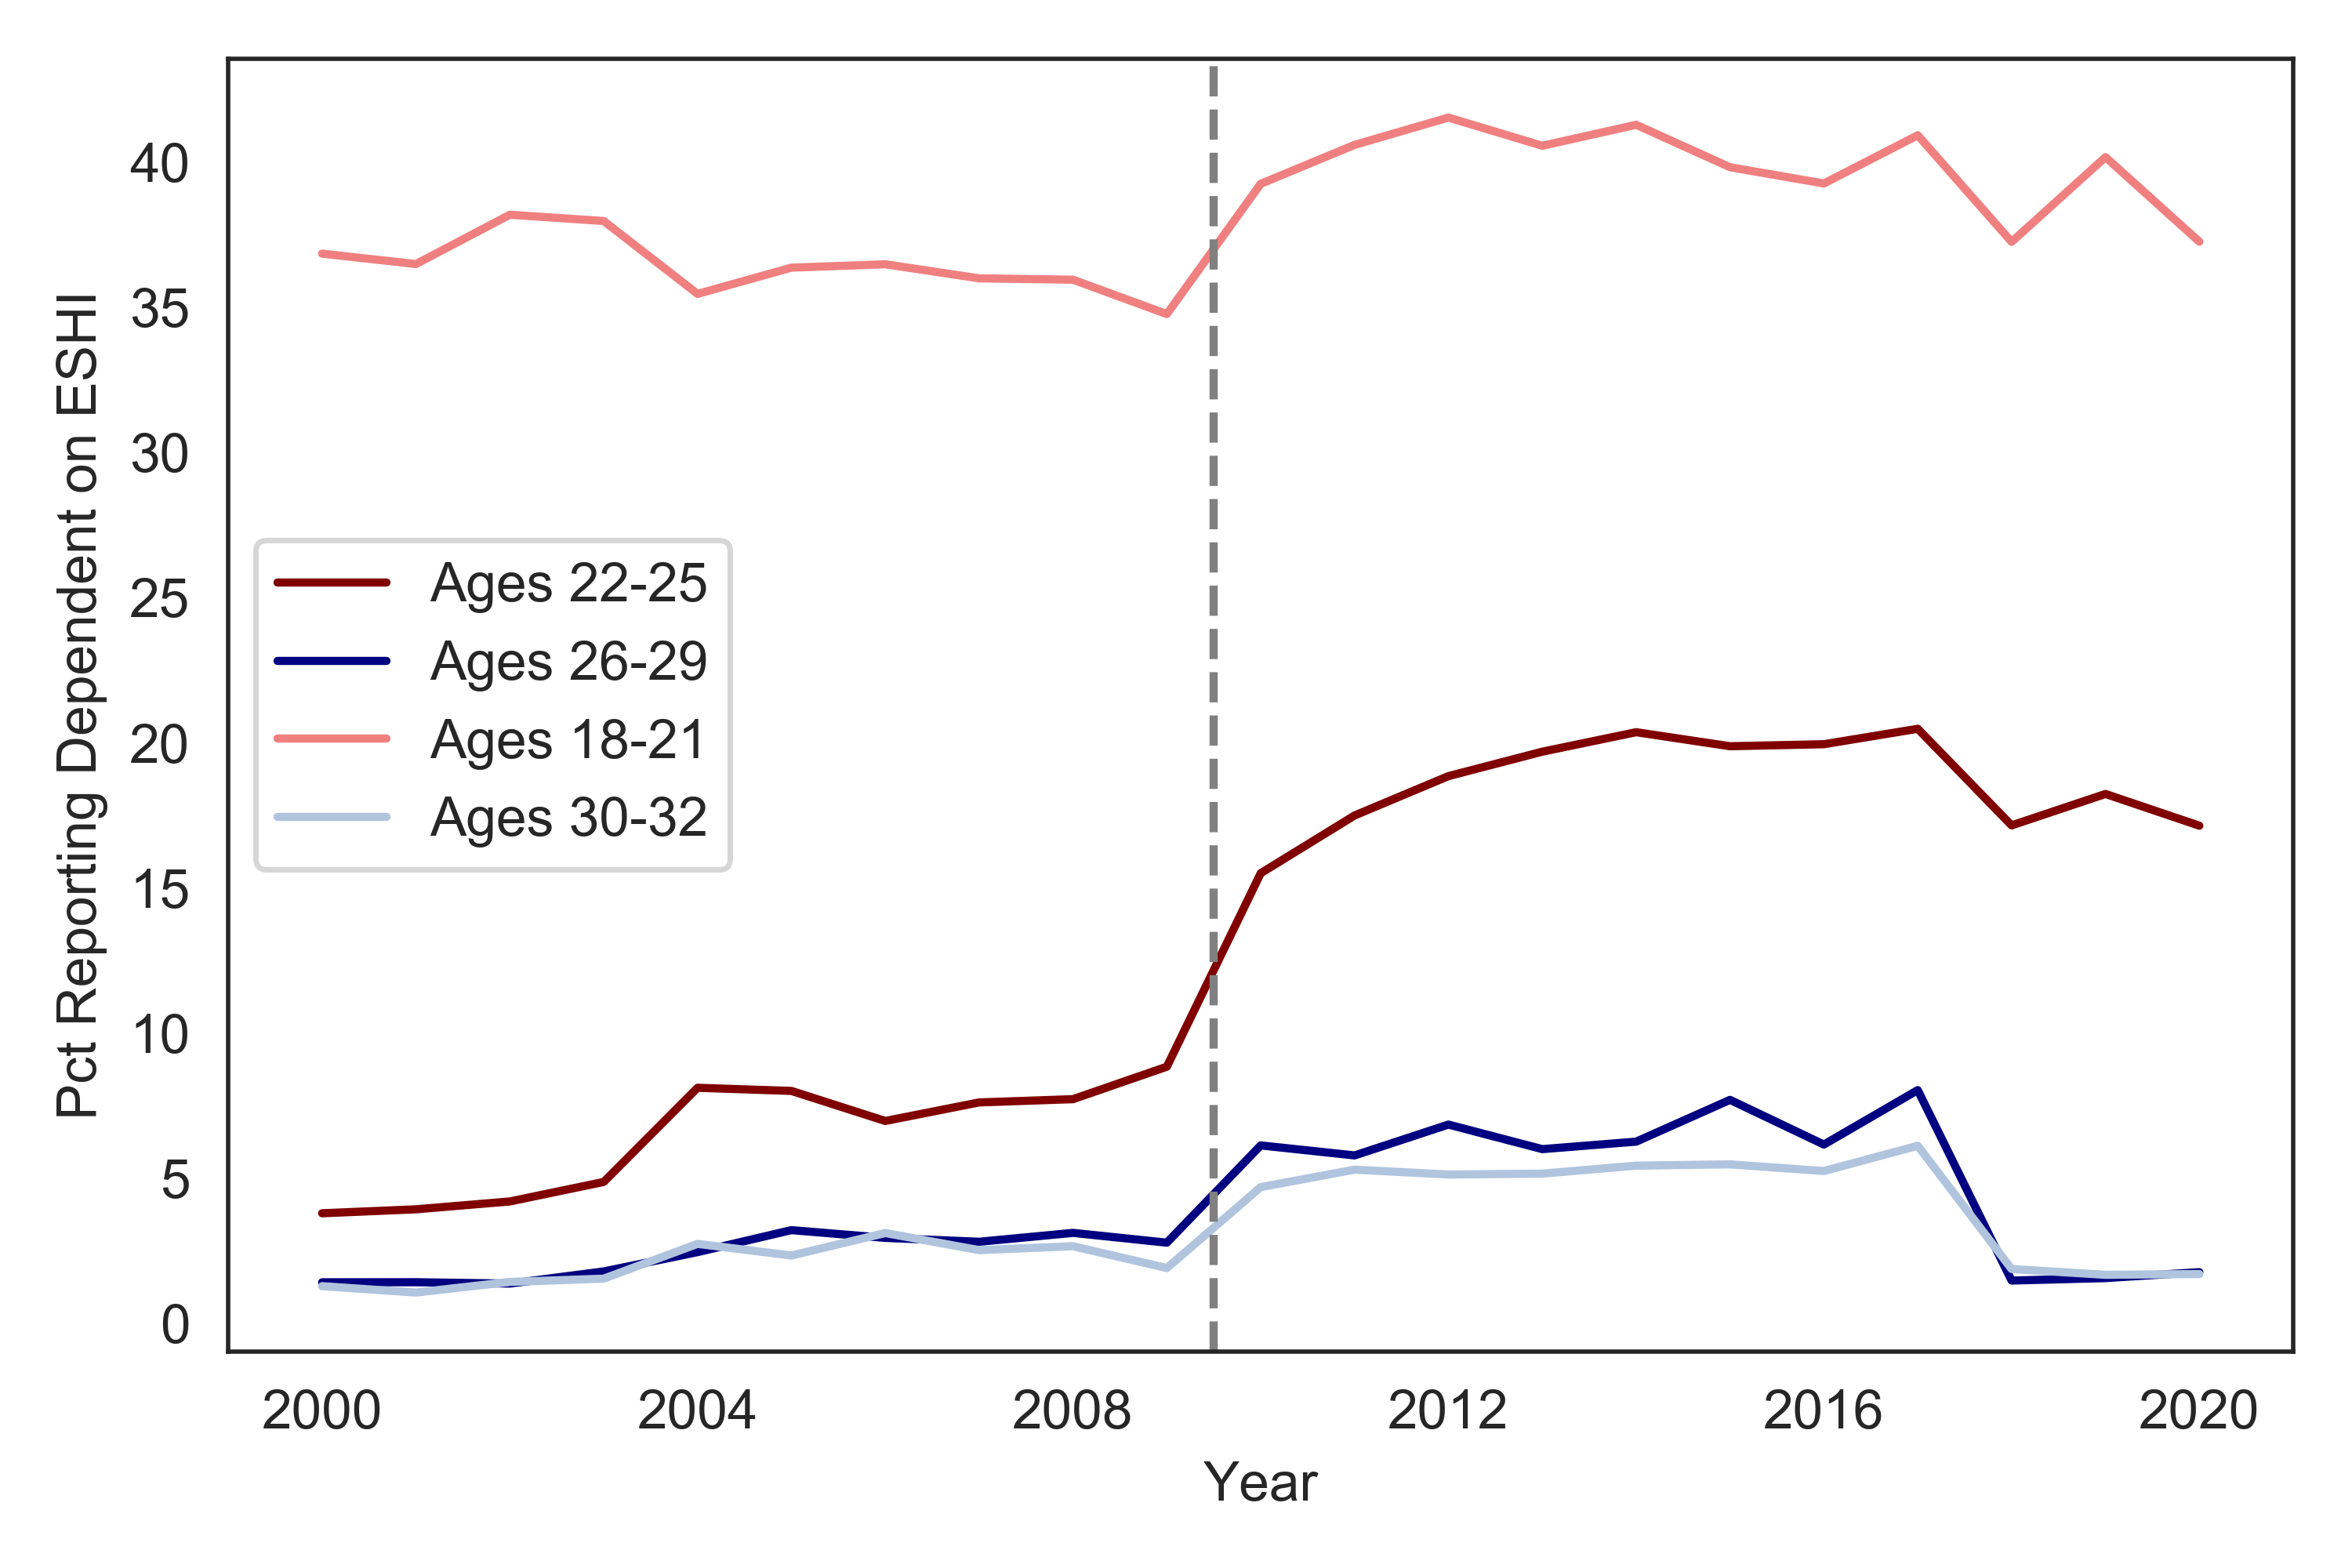 Pct Reporting Dependent on ESHI
40
35
30
25
20
15
10
5
0
Ages 22-25
Ages 26-29
Ages 18-21
Ages 30-32
2000 2004 2008 2012 2016 2020
Year